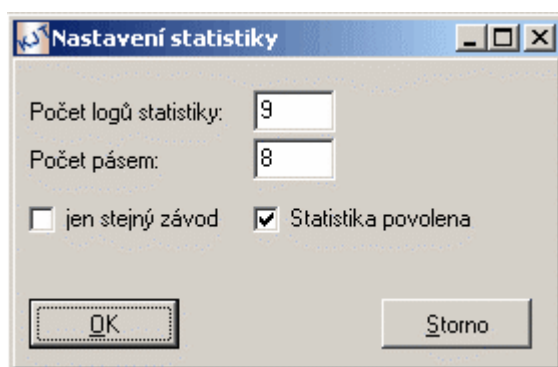 Nastavení statistiky
Počet logů statistiky: 9
Počet pásem: 8
jen stejný závod Statistika povolena
OK Storno